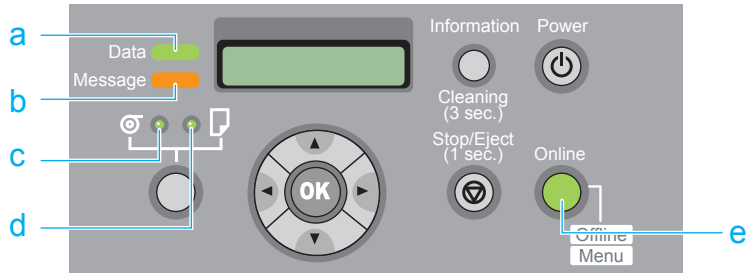 a
Data
b
Message
c
d
OK
Information
Cleaning
(3 sec.)
Power
Stop/Eject
(1 sec.)
Online
Offline
Menu
e